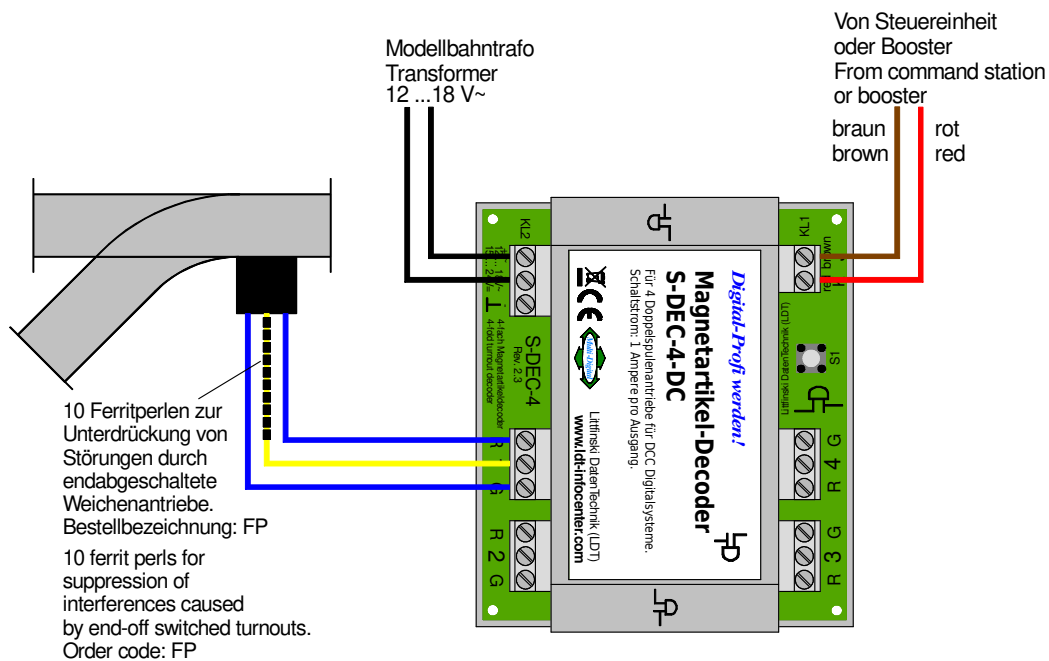 Modellbahntrafo
Transformer
12 ...18 V~
Von Steuereinheit
oder Booster
From command station
or booster
braun
brown
rot
red
10 Ferritperlen zur
Unterdrückung von
Störungen durch
endabgeschaltete
Weichenantriebe.
Bestellbezeichnung: FP
10 ferrit perls for
suppression of
interferences caused
by end-off switched turnouts.
Order code: FP
KL2
S-DEC-4
Rev. 2.3
4-fach Magnetartikeldecoder
4-fold turnout decoder
R
G
R 2 G
Digital-Profi werden!
Magnetartikel-Decoder
S-DEC-4-DC
Für 4 Doppelspulenantriebe für DCC Digitalsysteme.
Schaltstrom: 1 Ampere pro Ausgang.
CE
Multi-Digital
Littfinski DatenTechnik (LDT)
www.ldt-infocenter.com
KL1
red brown
Littfinski DatenTechnik (LDT)
S1
R 4 G
R 3 G